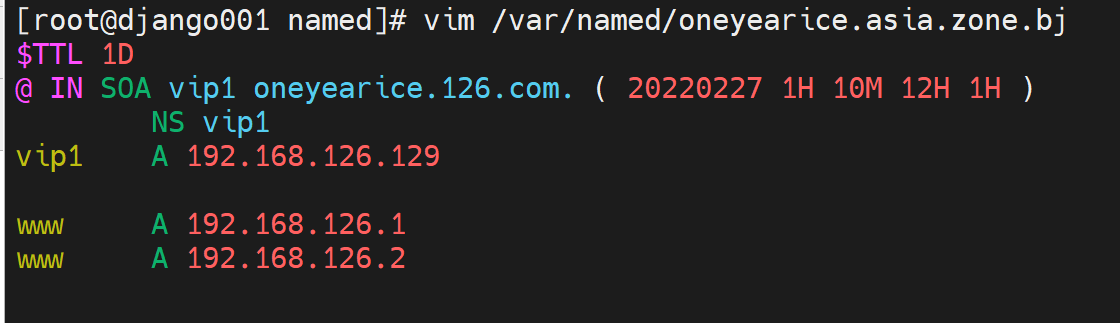 [root@django001 named]# vim /var/named/oneyearice.asia.zone.bj
$TTL 1D
@ IN SOA vip1 oneyearice.126.com. ( 20220227 1H 10M 12H 1H )
        NS vip1
vip1    A 192.168.126.129
www     A 192.168.126.1
www     A 192.168.126.2